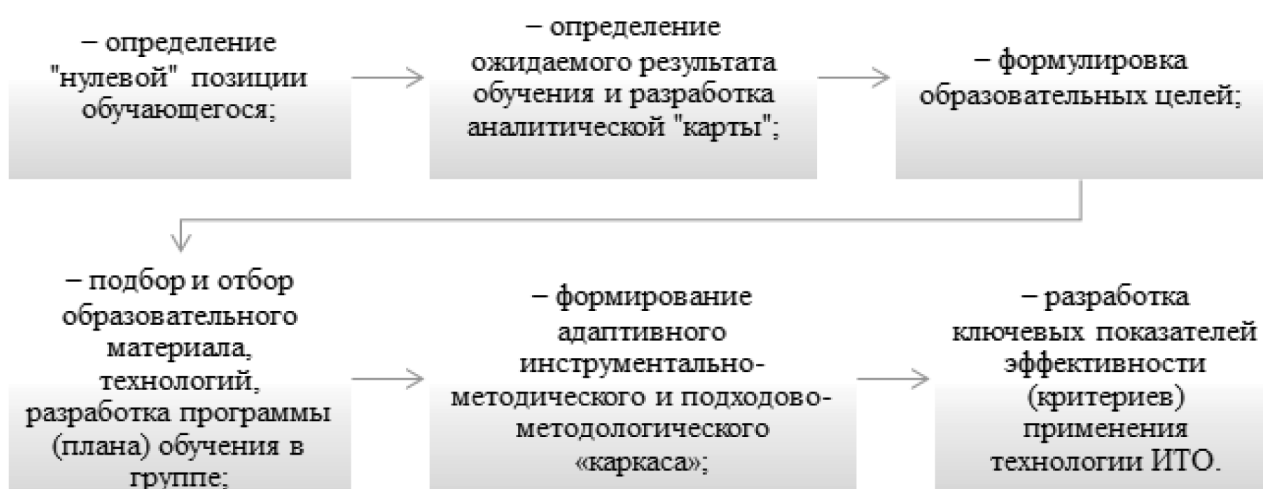 – определение
"нулевой" позиции
обучающегося;
– определение
ожидаемого результата
обучения и разработка
аналитической "карты";
– формулировка
образовательных целей;
– подбор и отбор
образовательного
материала,
технологий,
разработка программы
(плана) обучения в
группе;
– формирование
адаптивного
инструментально-
методического и подходово-
методологического
«каркаса»;
– разработка
ключевых показателей
эффективности
(критериев)
применения
технологии ИТО.